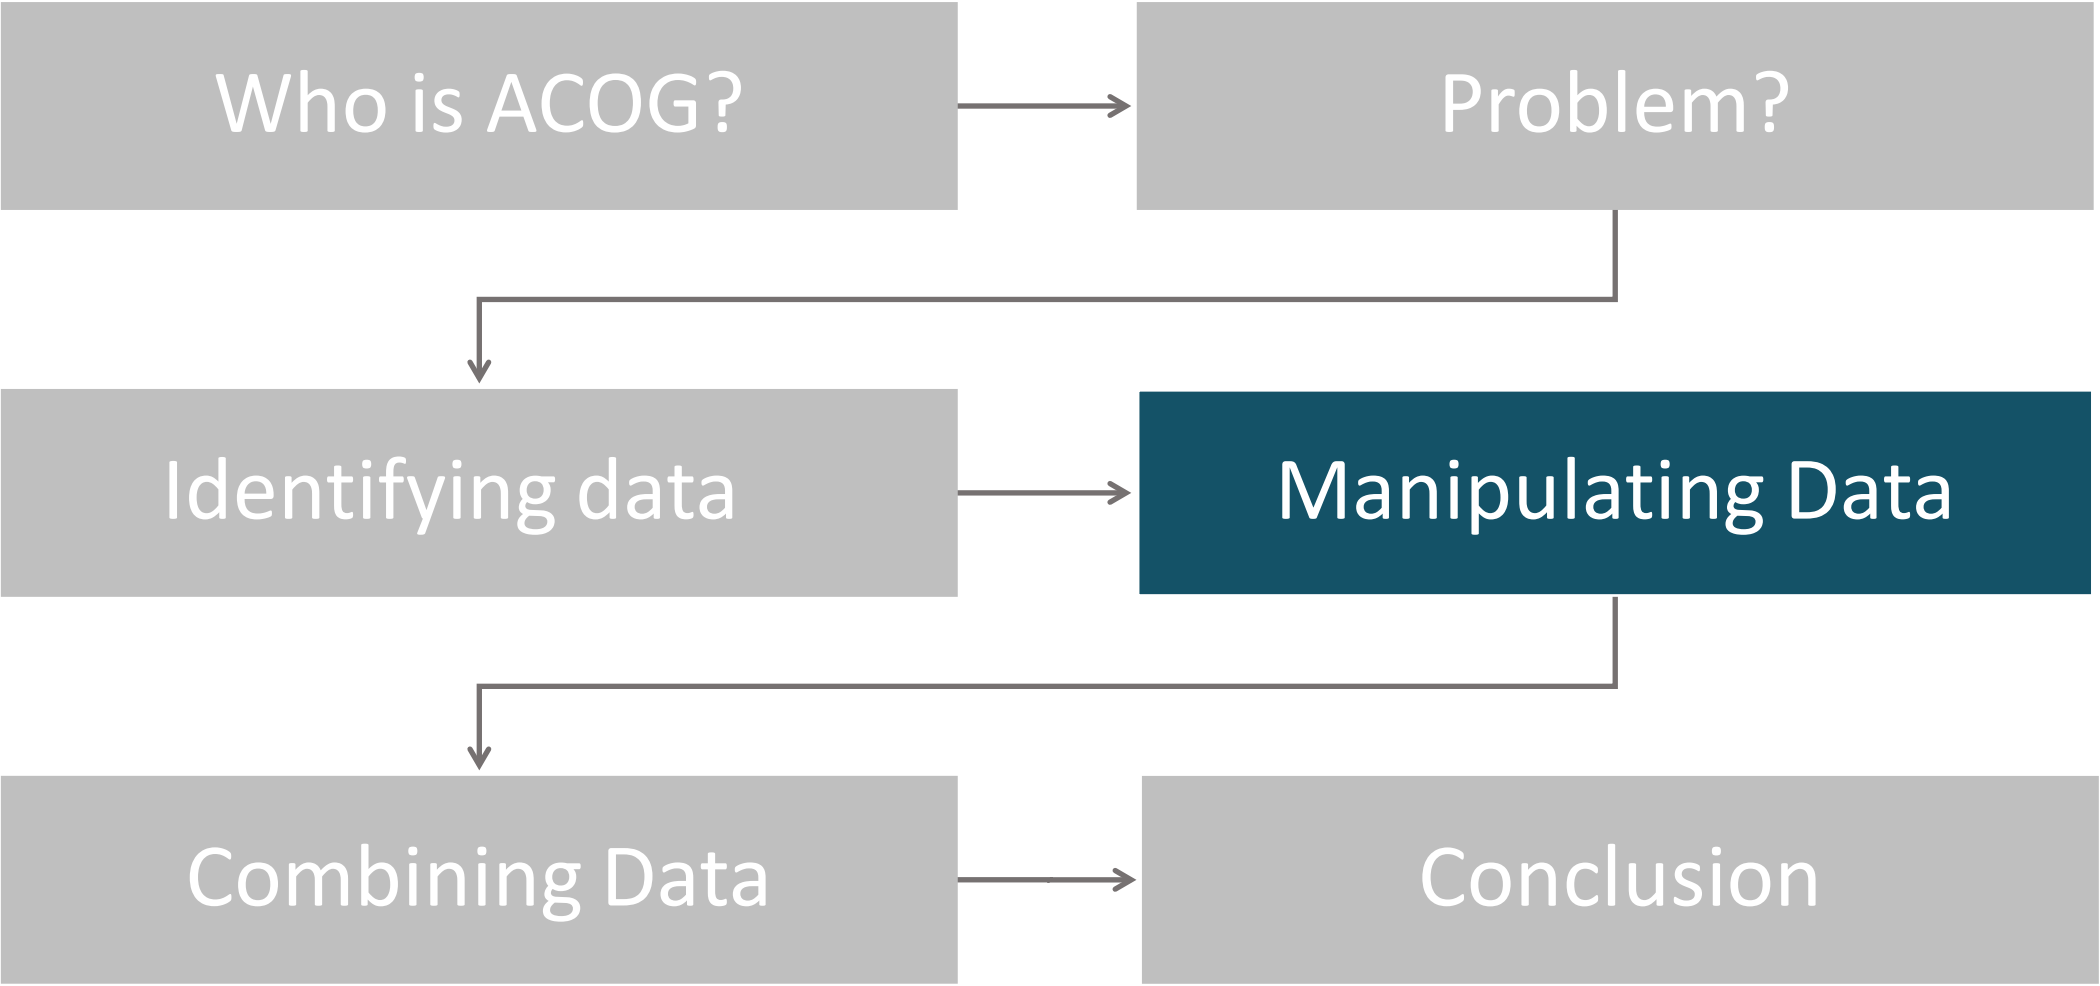 Who is ACOG?
Problem?
Identifying data
Manipulating Data
Combining Data
Conclusion